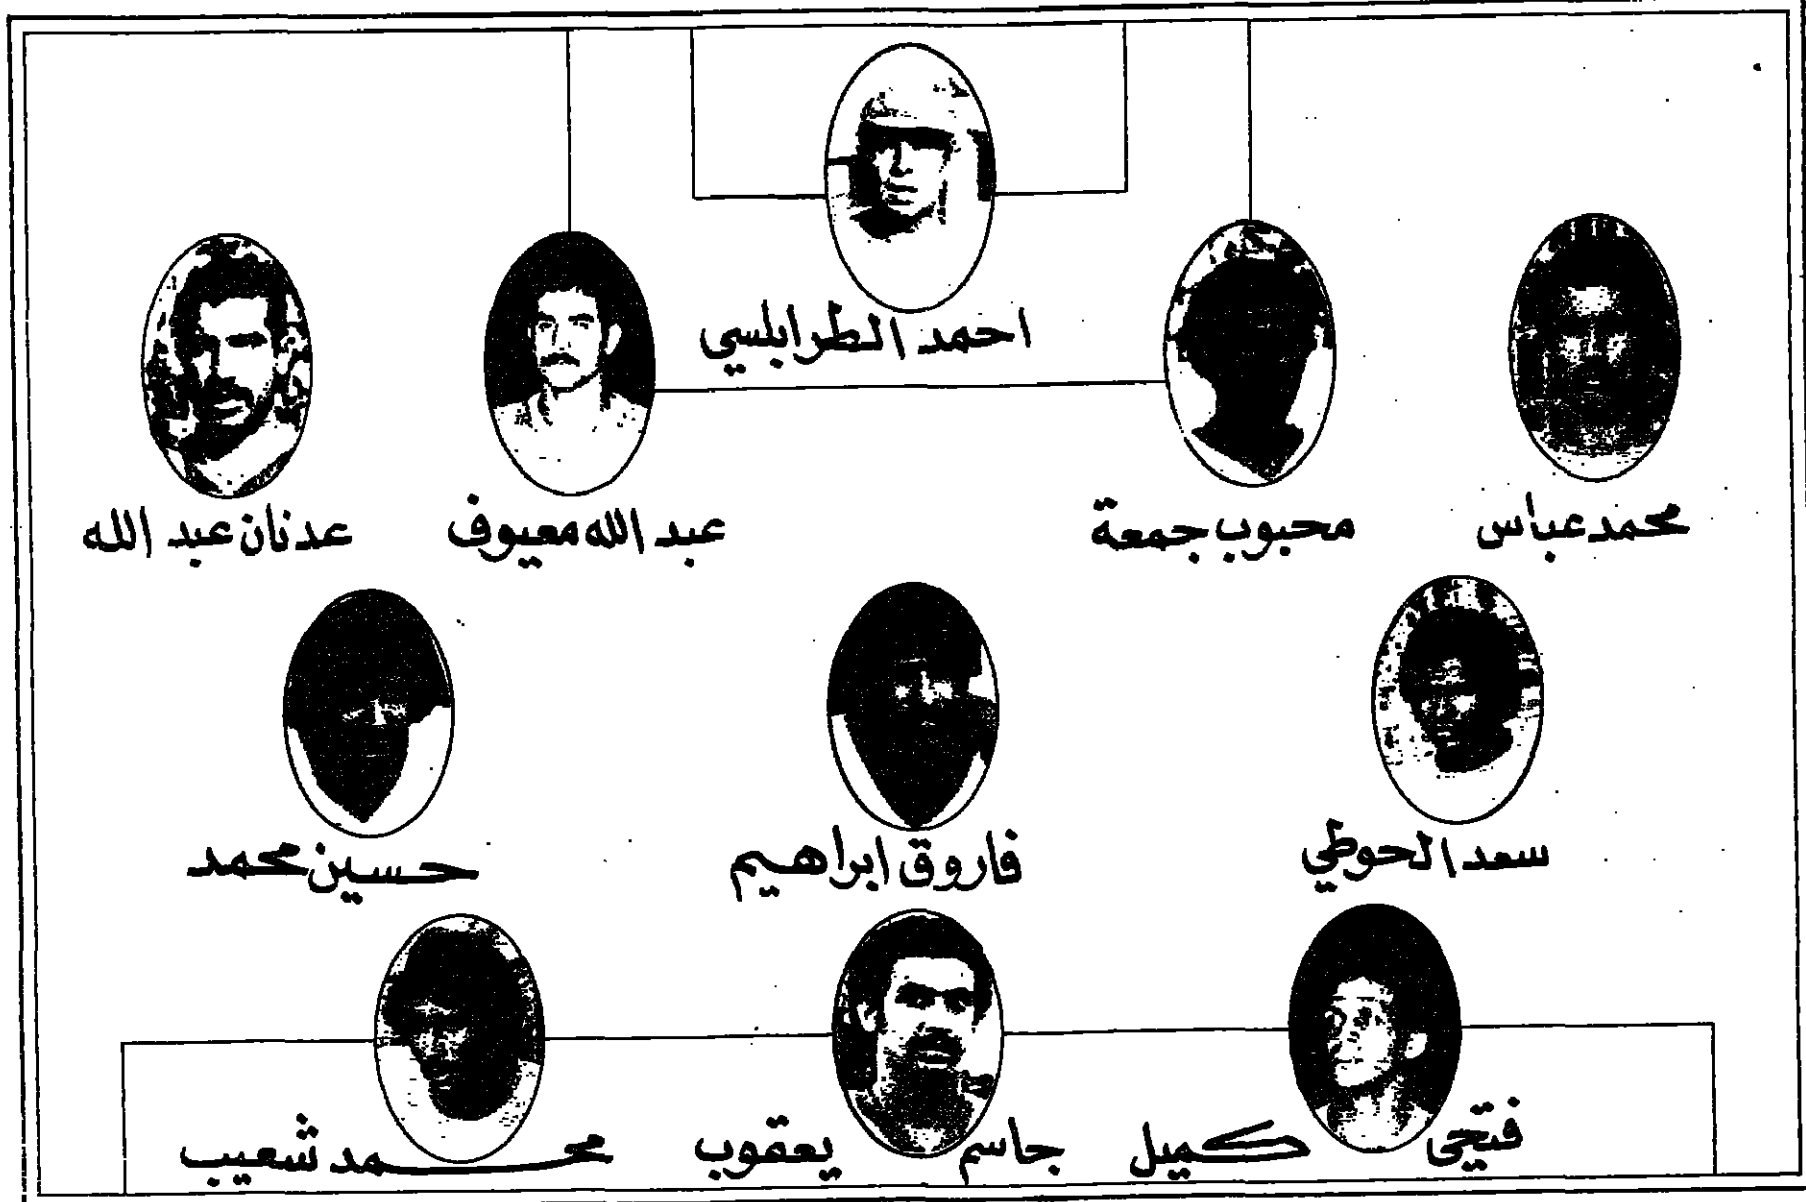 احمد الطرابلسي
محمد عباس
محبوب جمعة
عبد الله معيوف
عدنان عبد الله
سعد الحوطي
فاروق ابراهيم
حسين محمد
فتحي كميل
جاسم يعقوب
محمد شعيب